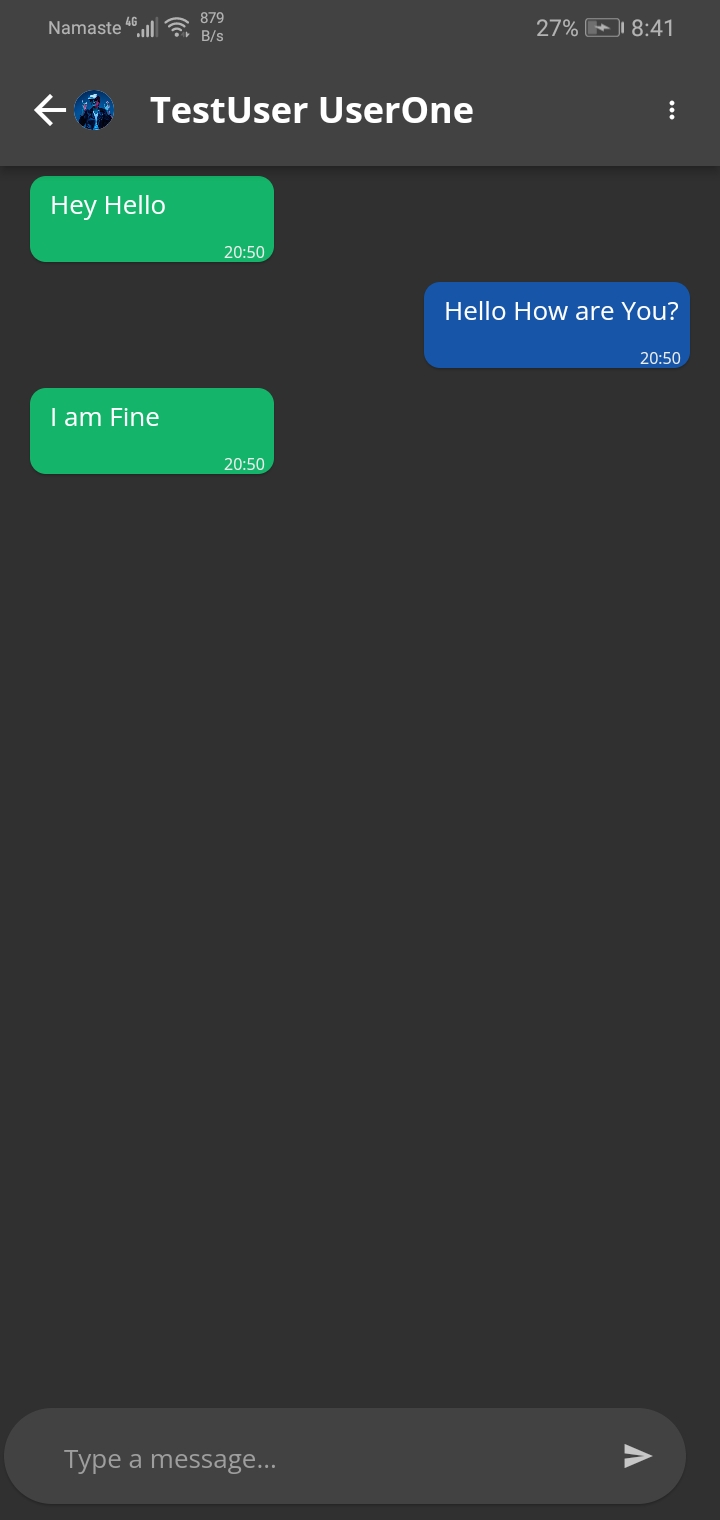 Namaste 4G 879 B/s 27% 8:41
TestUser UserOne
Hey Hello
20:50
Hello How are You?
20:50
I am Fine
20:50
Type a message...